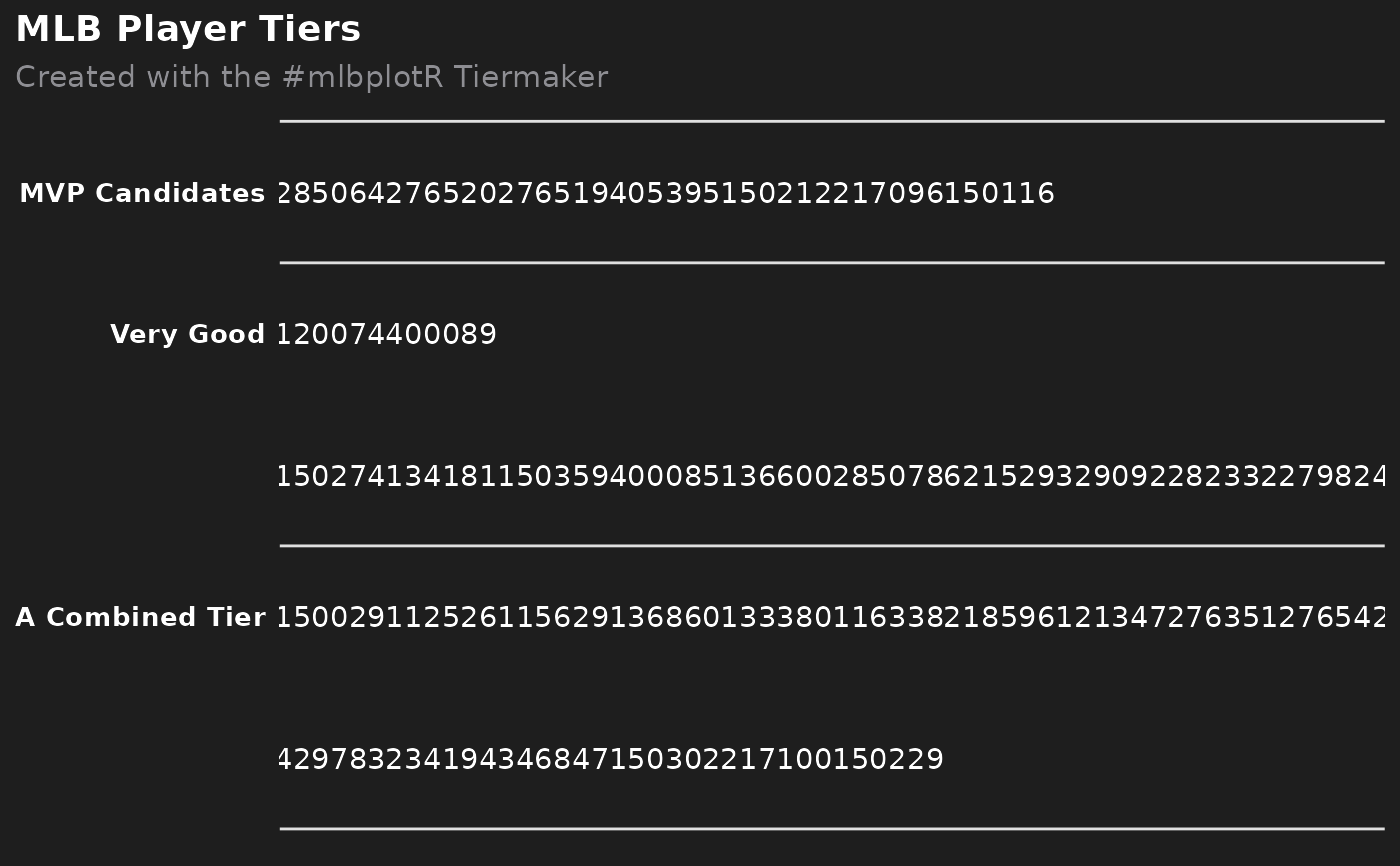 MLB Player Tiers
Created with the #mlbplotR Tiermaker
MVP Candidates 285064276520276519405395150212217096150116
Very Good 120074400089
150274134181150359400085136600285078621529329092282332279824
A Combined Tier 150029112526115629136860133380116338218596121347276351276542
429783234194346847150302217100150229